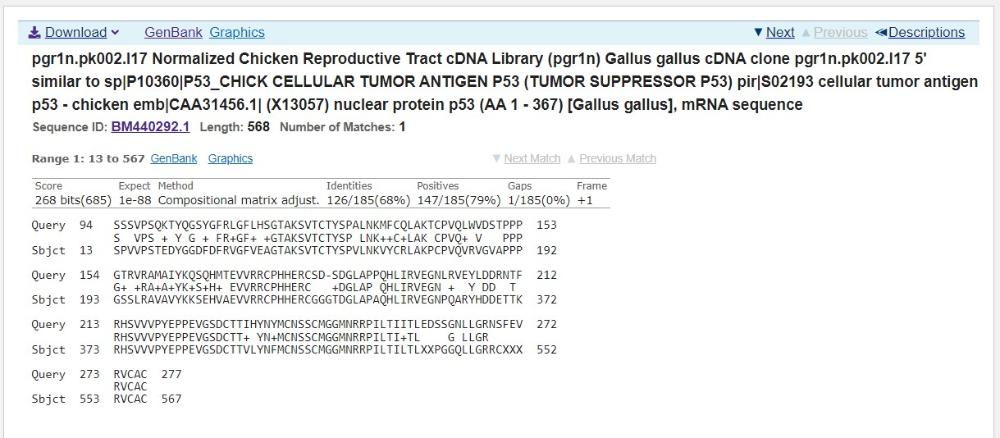 Download GenBank Graphics ▼ Next ▲ Previous ◀Descriptions
pgr1n.pk002.l17 Normalized Chicken Reproductive Tract cDNA Library (pgr1n) Gallus gallus cDNA clone pgr1n.pk002.l17 5'
similar to sp|P10360|P53_CHICK CELLULAR TUMOR ANTIGEN P53 (TUMOR SUPPRESSOR P53) pir|S02193 cellular tumor antigen
p53 - chicken emb|CAA31456.1| (X13057) nuclear protein p53 (AA 1 - 367) [Gallus gallus], mRNA sequence
Sequence ID: BM440292.1 Length: 568 Number of Matches: 1
Range 1: 13 to 567 GenBank Graphics ▼ Next Match ▲ Previous Match
Score Expect Method Identities Positives Gaps Frame
268 bits(685) 1e-88 Compositional matrix adjust. 126/185(68%) 147/185(79%) 1/185(0%) +1
Query 94 SSSVPSQKTYQGSYGFRLGFLHSGTAKSVTCTYSPALNKMFCQLAKTCPVQLWVDSTPPP 153
S  VPS + Y G + FR+GF+ +GTAKSVTCTYSP LNK++C+LAK CPVQ+ V   PPP
Sbjct 13 SPVVPSTEDYGGDFDFRVGFVEAGTAKSVTCTYSPVLNKVYCRLAKPCPVQVRVGVAPPP 192
Query 154 GTRVRAMAIYKQSQHMTEVVRRCPHHERCSD-SDGLAPPQHLIRVEGNLRVEYLDDRNTF 212
G+ +RA+A+YK+S+H+ EVVRRCPHHERC   +DGLAP QHLIRVEGN +  Y DD  T
Sbjct 193 GSSLRAVAVYKKSEHVAEVVRRCPHHERCGGGTDGLAPAQHLIRVEGNPQARYHDDETTK 372
Query 213 RHSVVVPYEPPEVGSDCTTIHYNYMCNSSCMGGMNRRPILTIITLEDSSGNLLGRNSFEV 272
RHSVVVPYEPPEVGSDCTT+ YN+MCNSSCMGGMNRRPILTI+TL    G LLGR
Sbjct 373 RHSVVVPYEPPEVGSDCTTVLYNFMCNSSCMGGMNRRPILTILTLXXPGGQLLGRRCXXX 552
Query 273 RVCAC 277
RVCAC
Sbjct 553 RVCAC 567